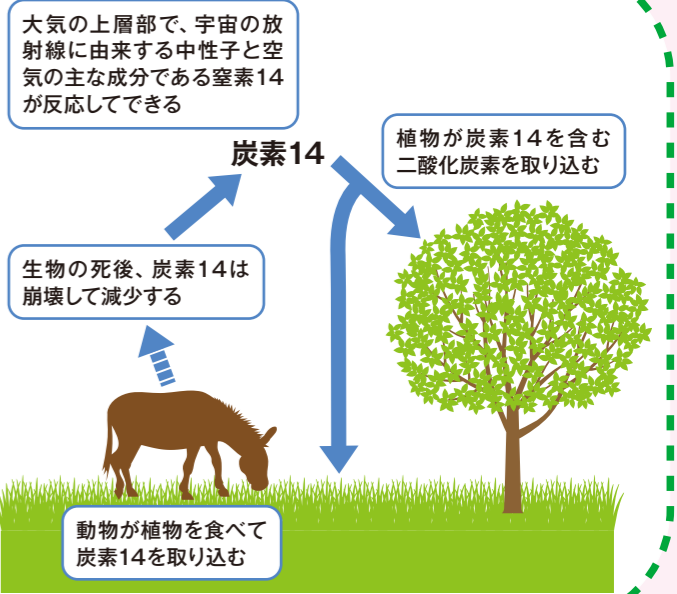 大気の上層部で、宇宙の放
射線に由来する中性子と空
気の主な成分である窒素14
が反応してできる
炭素14
植物が炭素14を含む
二酸化炭素を取り込む
生物の死後、炭素14は
崩壊して減少する
動物が植物を食べて
炭素14を取り込む